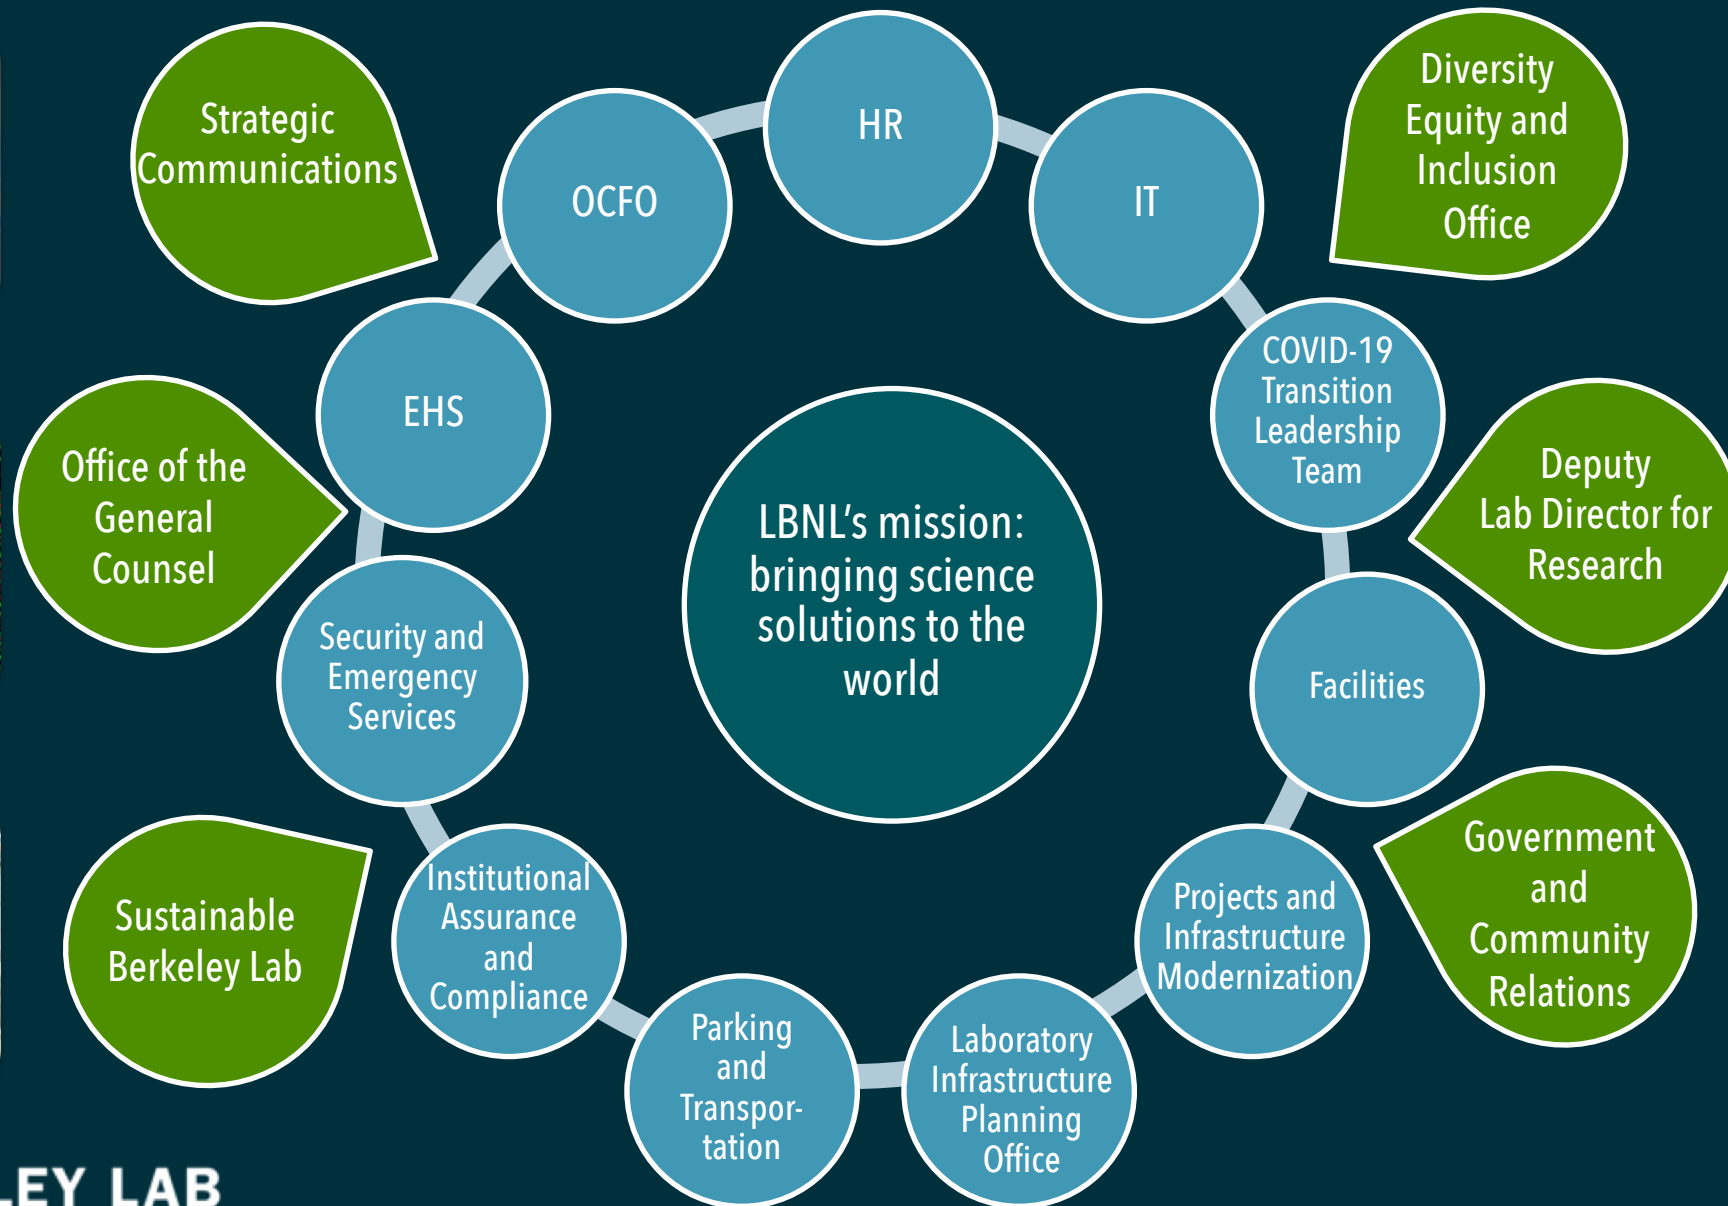 Strategic
Communications
OCFO
HR
IT
Diversity
Equity and
Inclusion
Office
EHS
COVID-19
Transition
Leadership
Team
Office of the
General
Counsel
LBNL's mission:
bringing science
solutions to the
world
Deputy
Lab Director for
Research
Security and
Emergency
Services
Facilities
Sustainable
Berkeley Lab
Institutional
Assurance
and
Compliance
Projects and
Infrastructure
Modernization
Government
and
Community
Relations
Parking
and
Transpor-
tation
Laboratory
Infrastructure
Planning
Office
LEY LAB